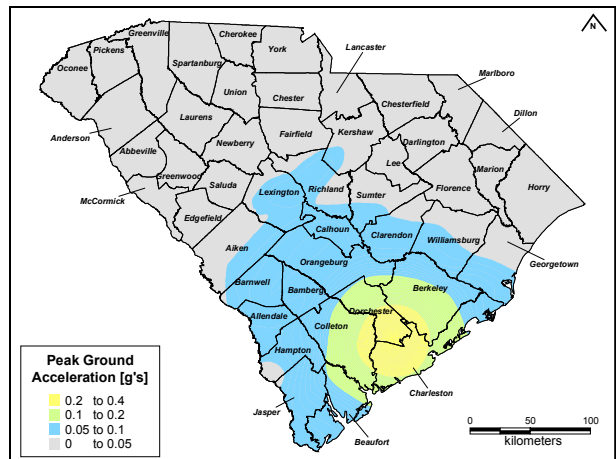 N
Greenville
Cherokee
York
Lancaster
Pickens
Oconee
Spartanburg
Union
Chester
Marlboro
Chesterfield
Anderson
Laurens
Newberry
Fairfield
Kershaw
Darlington
Dillon
Abbeville
Greenwood
Saluda
Lexington
Richland
Lee
Sumter
Florence
Marion
Horry
McCormick
Edgefield
Aiken
Calhoun
Clarendon
Williamsburg
Georgetown
Orangeburg
Barnwell
Bamberg
Berkeley
Dorchester
Allendale
Colleton
Hampton
Charleston
Jasper
Beaufort
Peak Ground
Acceleration [g's]
0.2 to 0.4
0.1 to 0.2
0.05 to 0.1
0 to 0.05
0 50 100
kilometers